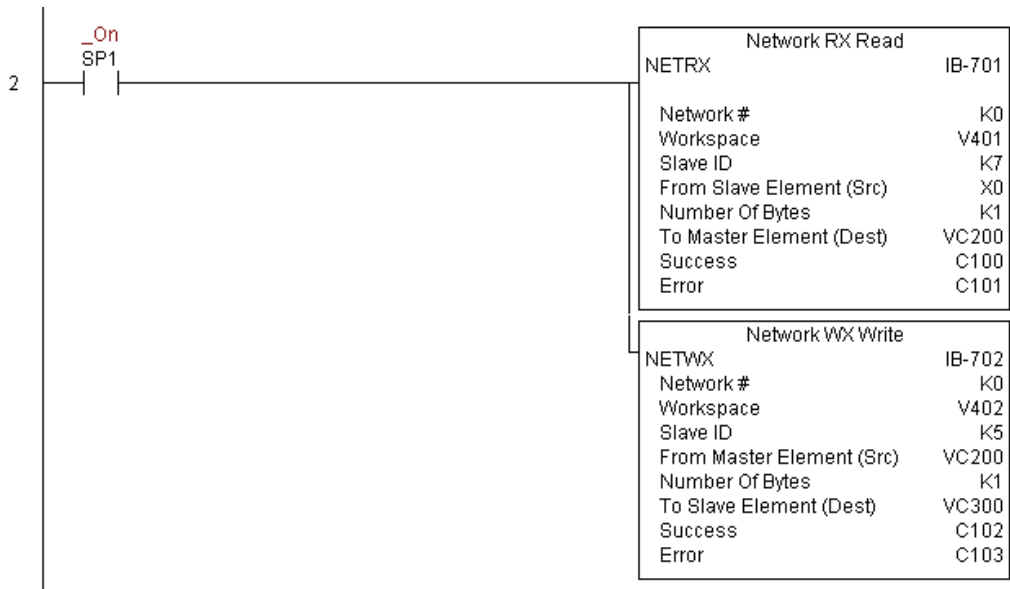 _On
SP1
2
Network RX Read
NETRX IB-701
Network # K0
Workspace V401
Slave ID K7
From Slave Element (Src) X0
Number Of Bytes K1
To Master Element (Dest) VC200
Success C100
Error C101
Network WX Write
NETWX IB-702
Network # K0
Workspace V402
Slave ID K5
From Master Element (Src) VC200
Number Of Bytes K1
To Slave Element (Dest) VC300
Success C102
Error C103